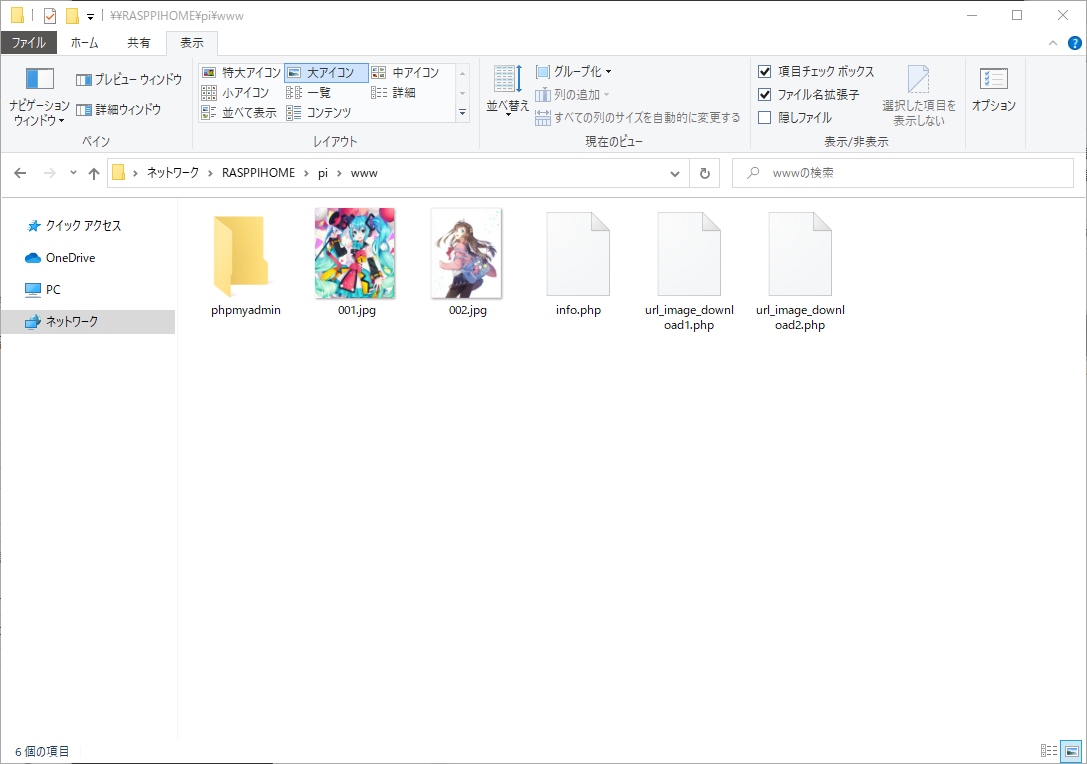 ¥¥RASPPIHOME¥pi¥www
ファイル ホーム 共有 表示
ナビゲーション
ウィンドウ
プレビュー ウィンドウ
詳細ウィンドウ
ペイン
特大アイコン 大アイコン 中アイコン
小アイコン 一覧 詳細
並べて表示 コンテンツ
レイアウト
並べ替え
グループ化
列の追加
すべての列のサイズを自動的に変更する
現在のビュー
項目チェック ボックス
ファイル名拡張子
隠しファイル
選択した項目を
表示しない
表示/非表示
オプション
ネットワーク > RASPPIHOME > pi > www
wwwの検索
クイック アクセス
OneDrive
PC
ネットワーク
phpmyadmin
001.jpg
002.jpg
info.php
url_image_downl
oad1.php
url_image_downl
oad2.php
6 個の項目